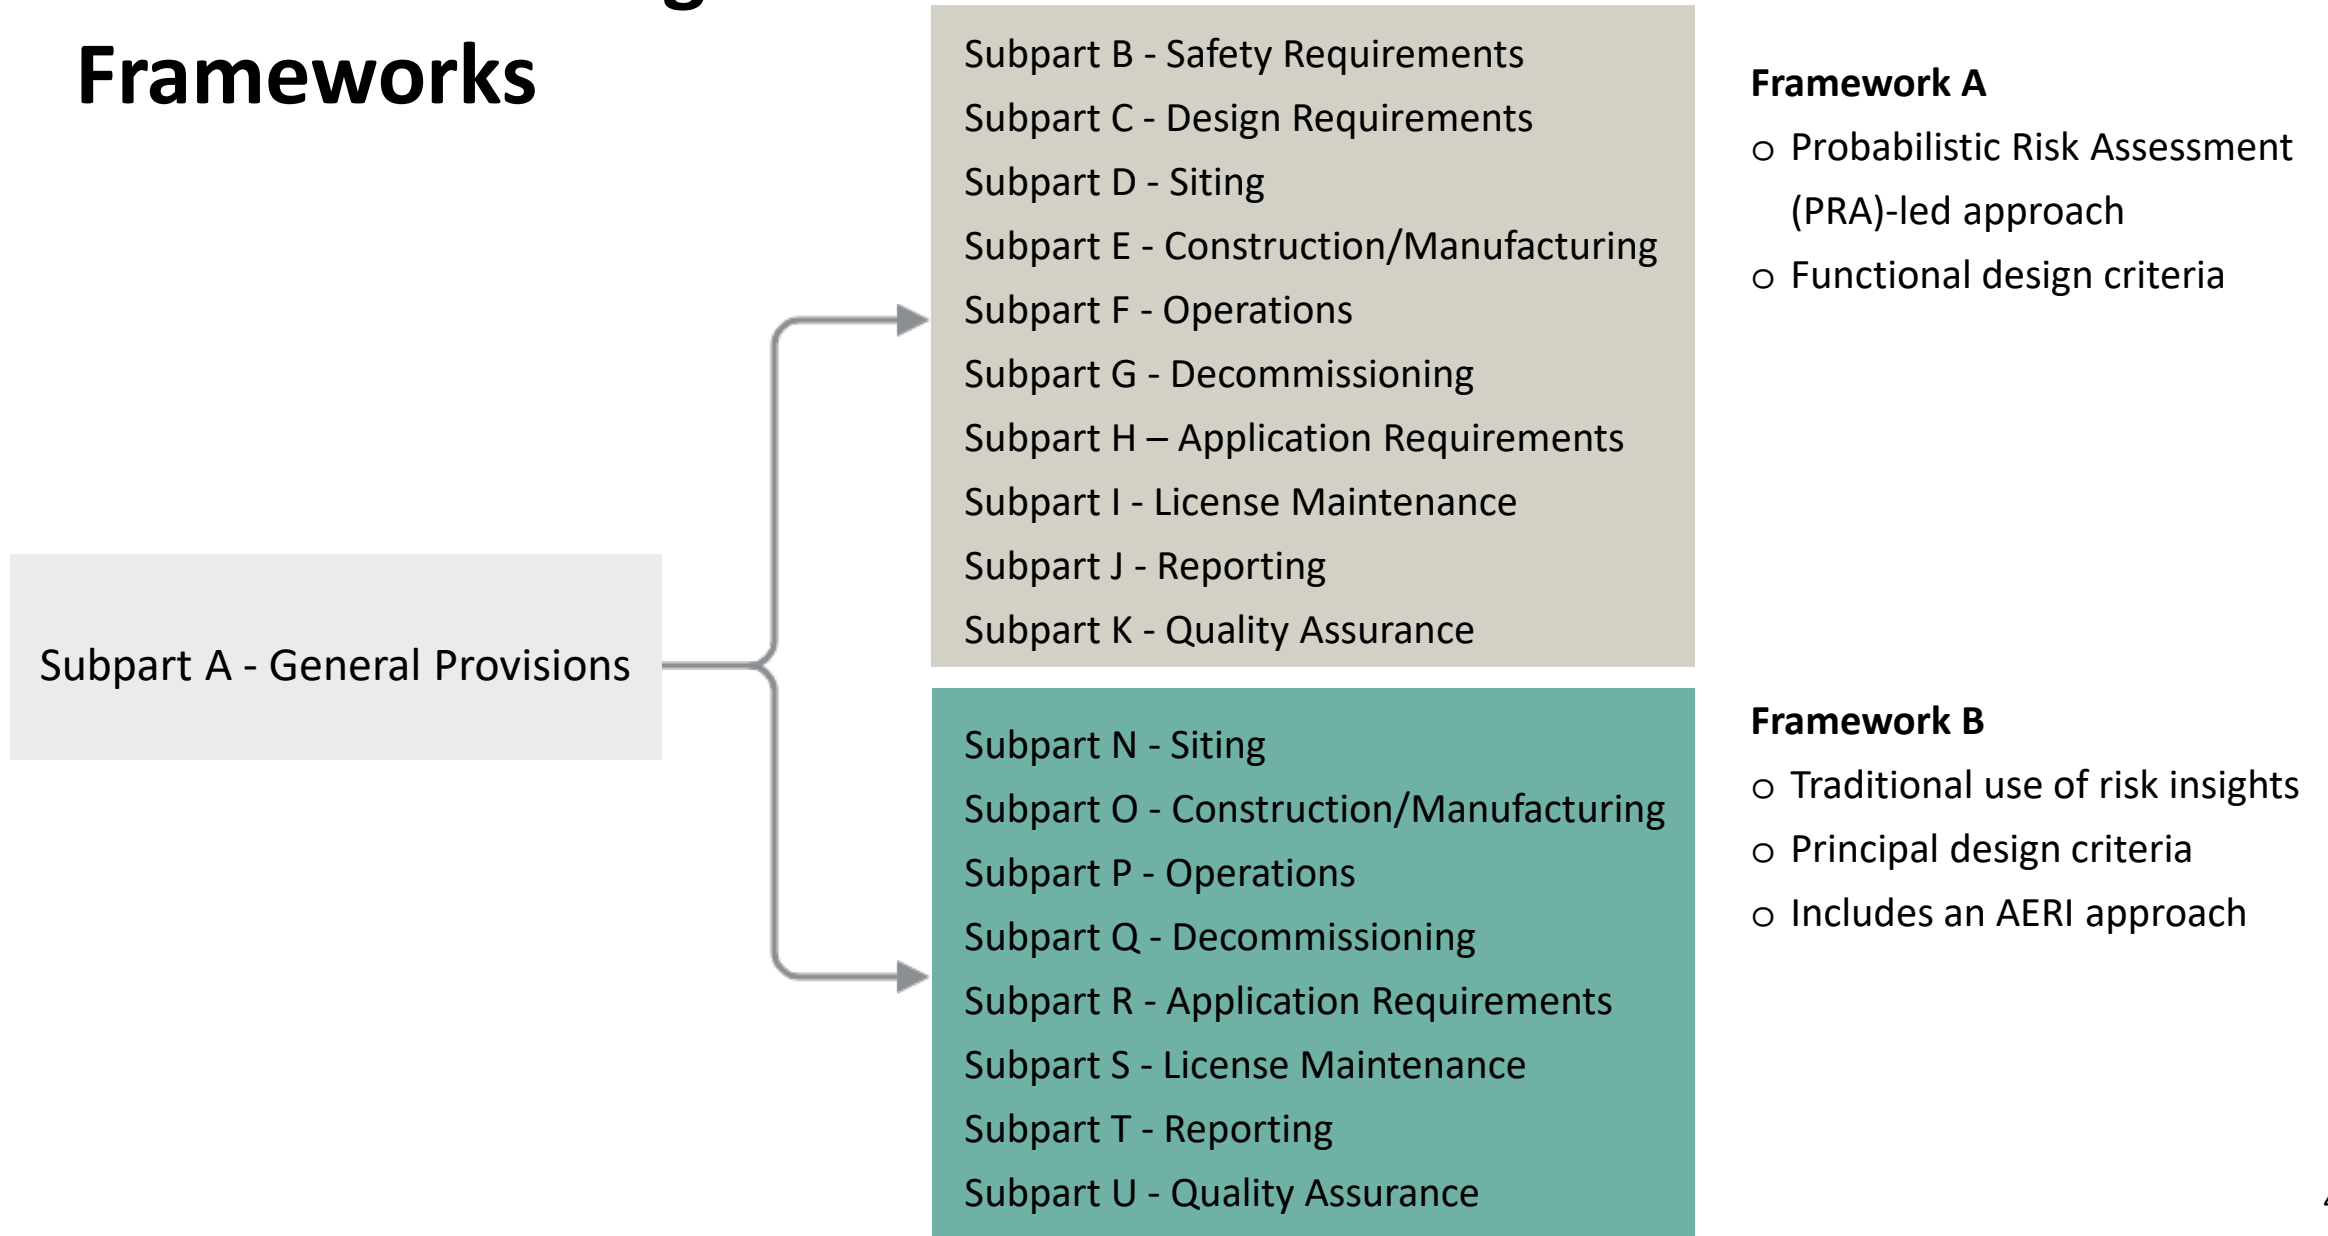 Frameworks
Subpart A - General Provisions
Subpart B - Safety Requirements
Subpart C - Design Requirements
Subpart D - Siting
Subpart E - Construction/Manufacturing
Subpart F - Operations
Subpart G - Decommissioning
Subpart H – Application Requirements
Subpart I - License Maintenance
Subpart J - Reporting
Subpart K - Quality Assurance
Framework A
o Probabilistic Risk Assessment
(PRA)-led approach
o Functional design criteria
Subpart N - Siting
Subpart O - Construction/Manufacturing
Subpart P - Operations
Subpart Q - Decommissioning
Subpart R - Application Requirements
Subpart S - License Maintenance
Subpart T - Reporting
Subpart U - Quality Assurance
Framework B
o Traditional use of risk insights
o Principal design criteria
o Includes an AERI approach